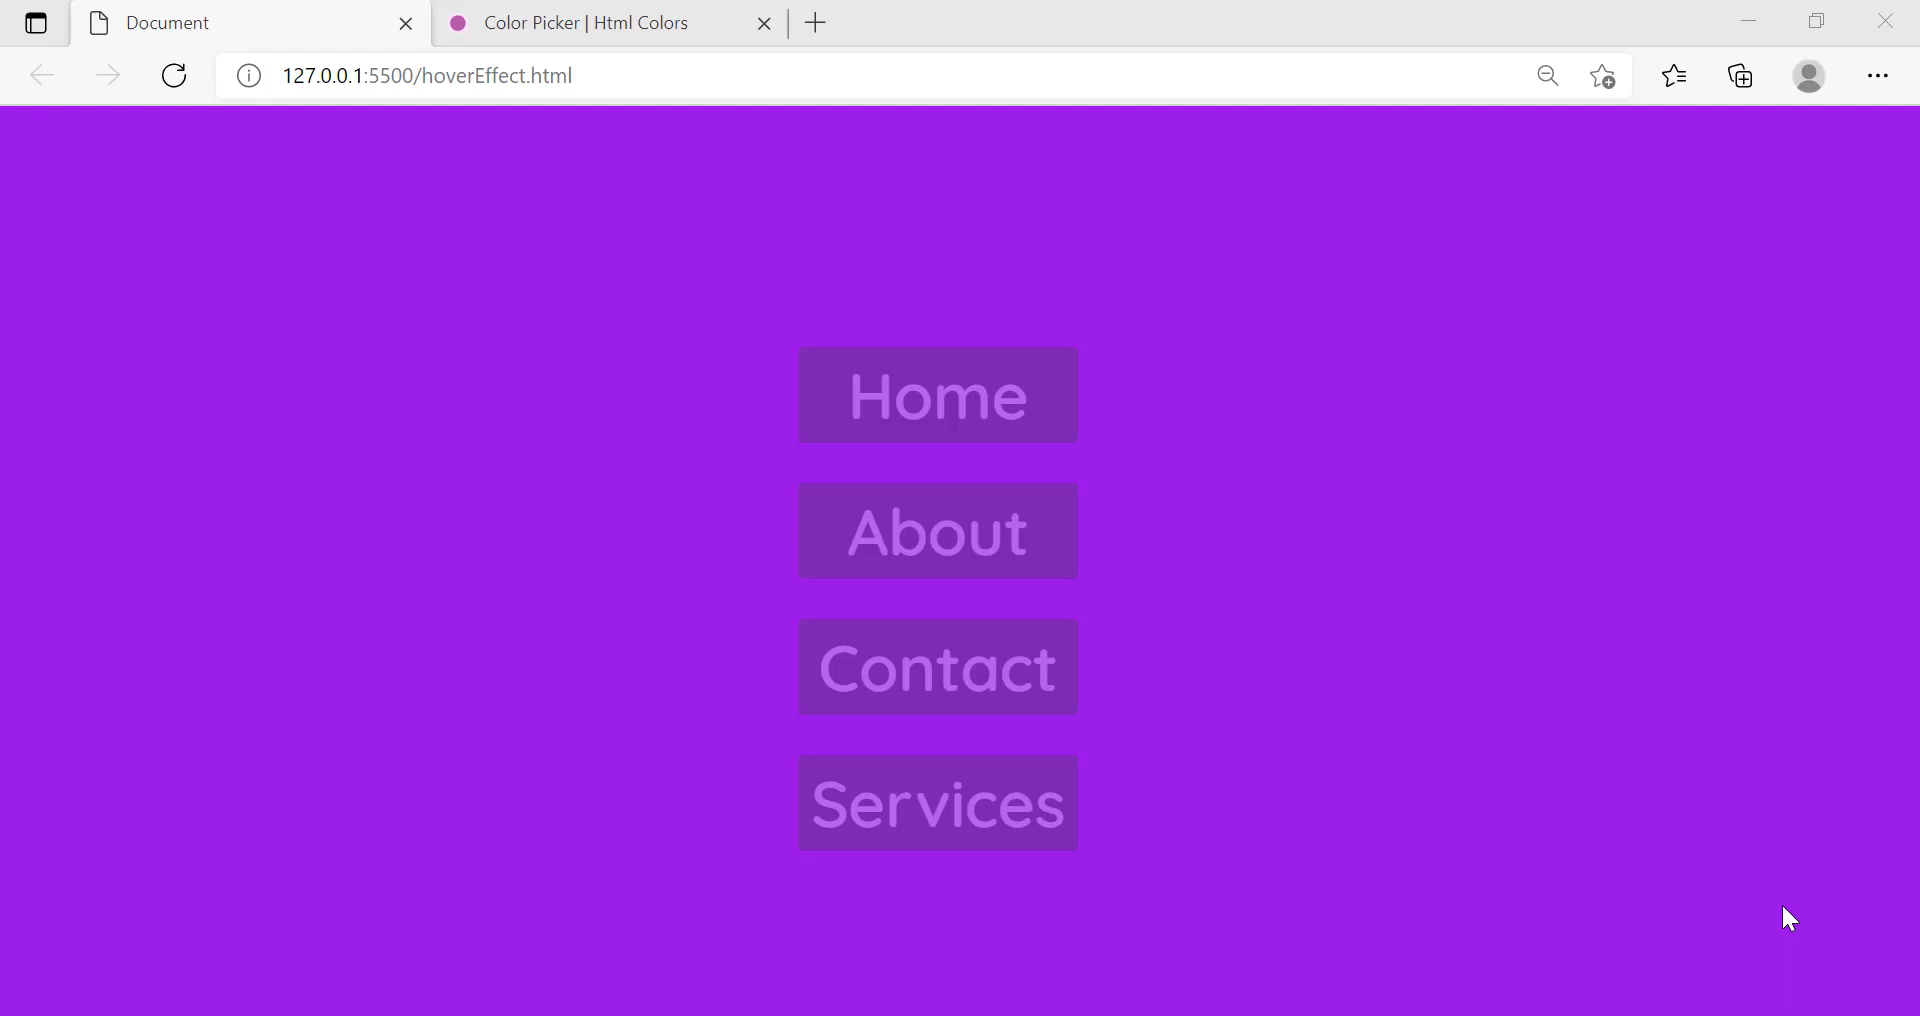 Document
Color Picker | Html Colors
127.0.0.1:5500/hoverEffect.html
Home
About
Contact
Services